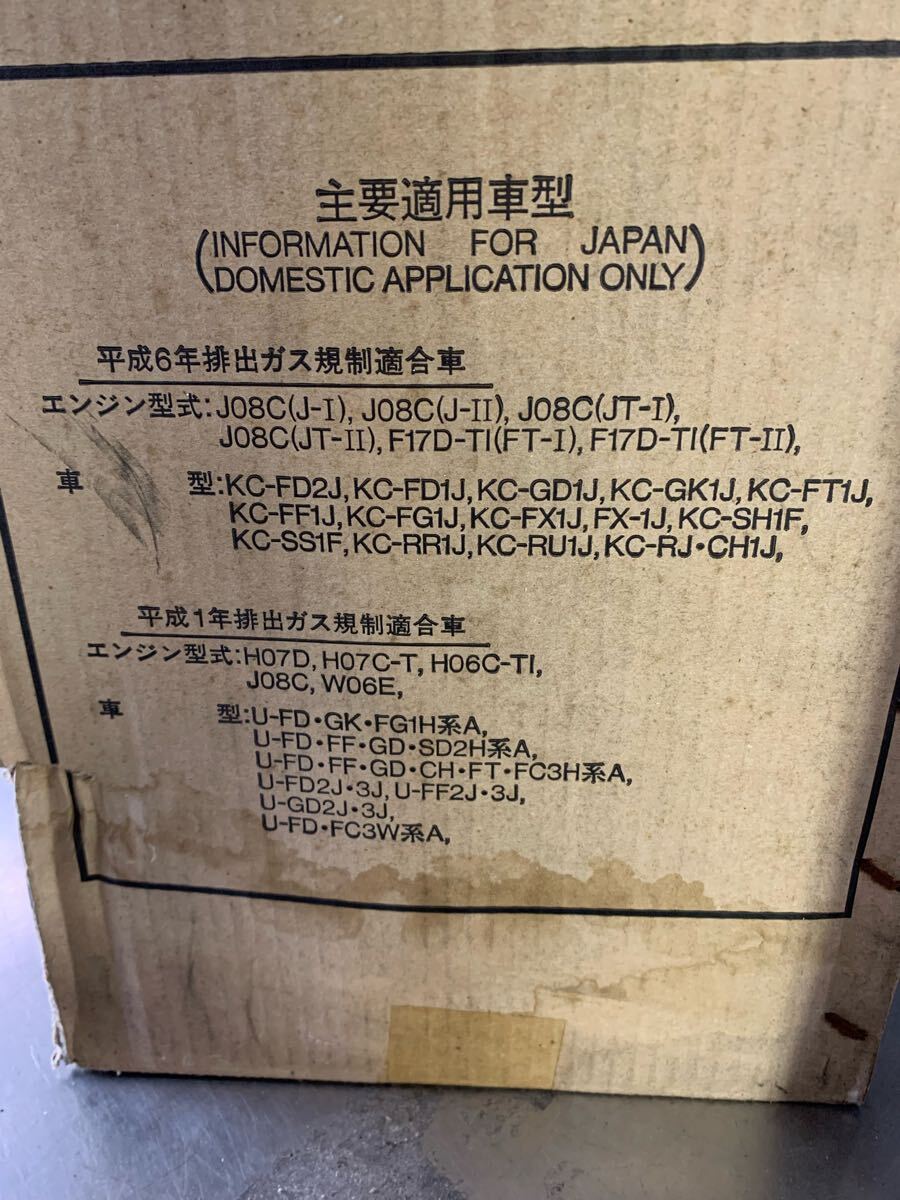 主要適用車型
(INFORMATION FOR JAPAN
DOMESTIC APPLICATION ONLY)
平成6年排出ガス規制適合車
エンジン型式:J08C(J-I), J08C(J-II), J08C(JT-I),
J08C(JT-II), F17D-TI(FT-I), F17D-TI(FT-II),
車 型:KC-FD2J, KC-FD1J, KC-GD1J, KC-GK1J, KC-FT1J,
KC-FF1J, KC-FG1J, KC-FX1J, FX-1J, KC-SH1F,
KC-SS1F, KC-RR1J, KC-RU1J, KC-RJ・CH1J,
平成1年排出ガス規制適合車
エンジン型式:H07D, H07C-T, H06C-TI,
J08C, W06E,
車 型:U-FD・GK・FG1H系A,
U-FD・FF・GD・SD2H系A,
U-FD・FF・GD・CH・FT・FC3H系A,
U-FD2J・3J, U-FF2J・3J,
U-GD2J・3J,
U-FD・FC3W系A,